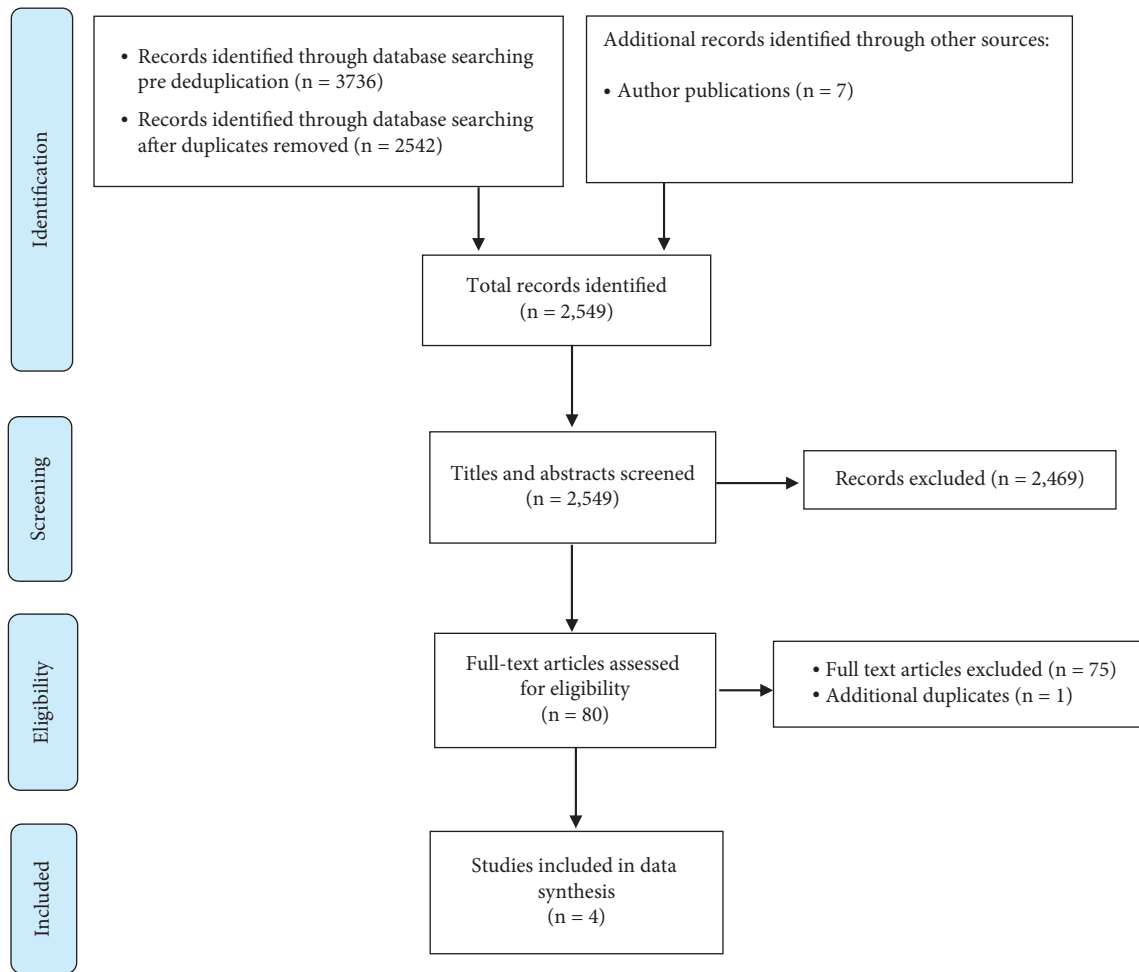 Identification
• Records identified through database searching
pre deduplication (n = 3736)
• Records identified through database searching
after duplicates removed (n = 2542)
Additional records identified through other sources:
• Author publications (n = 7)
Total records identified
(n = 2,549)
Screening
Titles and abstracts screened
(n = 2,549)
Records excluded (n = 2,469)
Eligibility
Full-text articles assessed
for eligibility
(n = 80)
• Full text articles excluded (n = 75)
• Additional duplicates (n = 1)
Included
Studies included in data
synthesis
(n = 4)